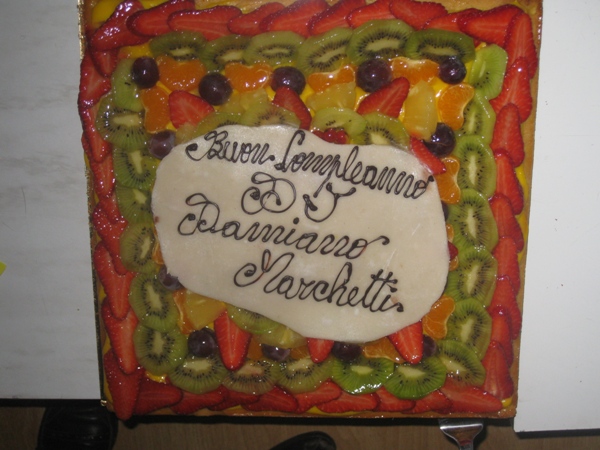 Buon Compleanno
DJ
Damiano
Marchetti